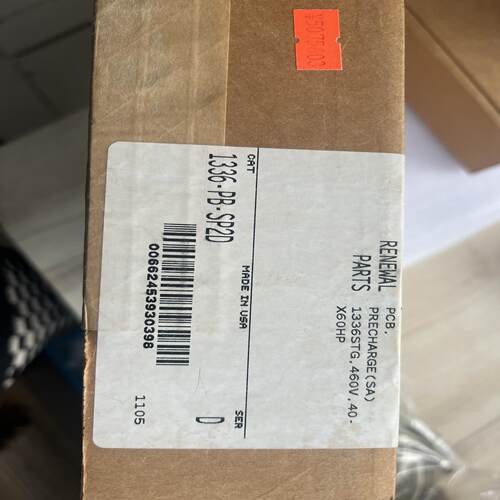 RENEWAL PARTS
PCB,
PRECHARGE(SA)
1336STG,460V,40-
X60HP
CAT
MADE IN USA
SER
1336-PB-SP2D
D
00662453930398
1105